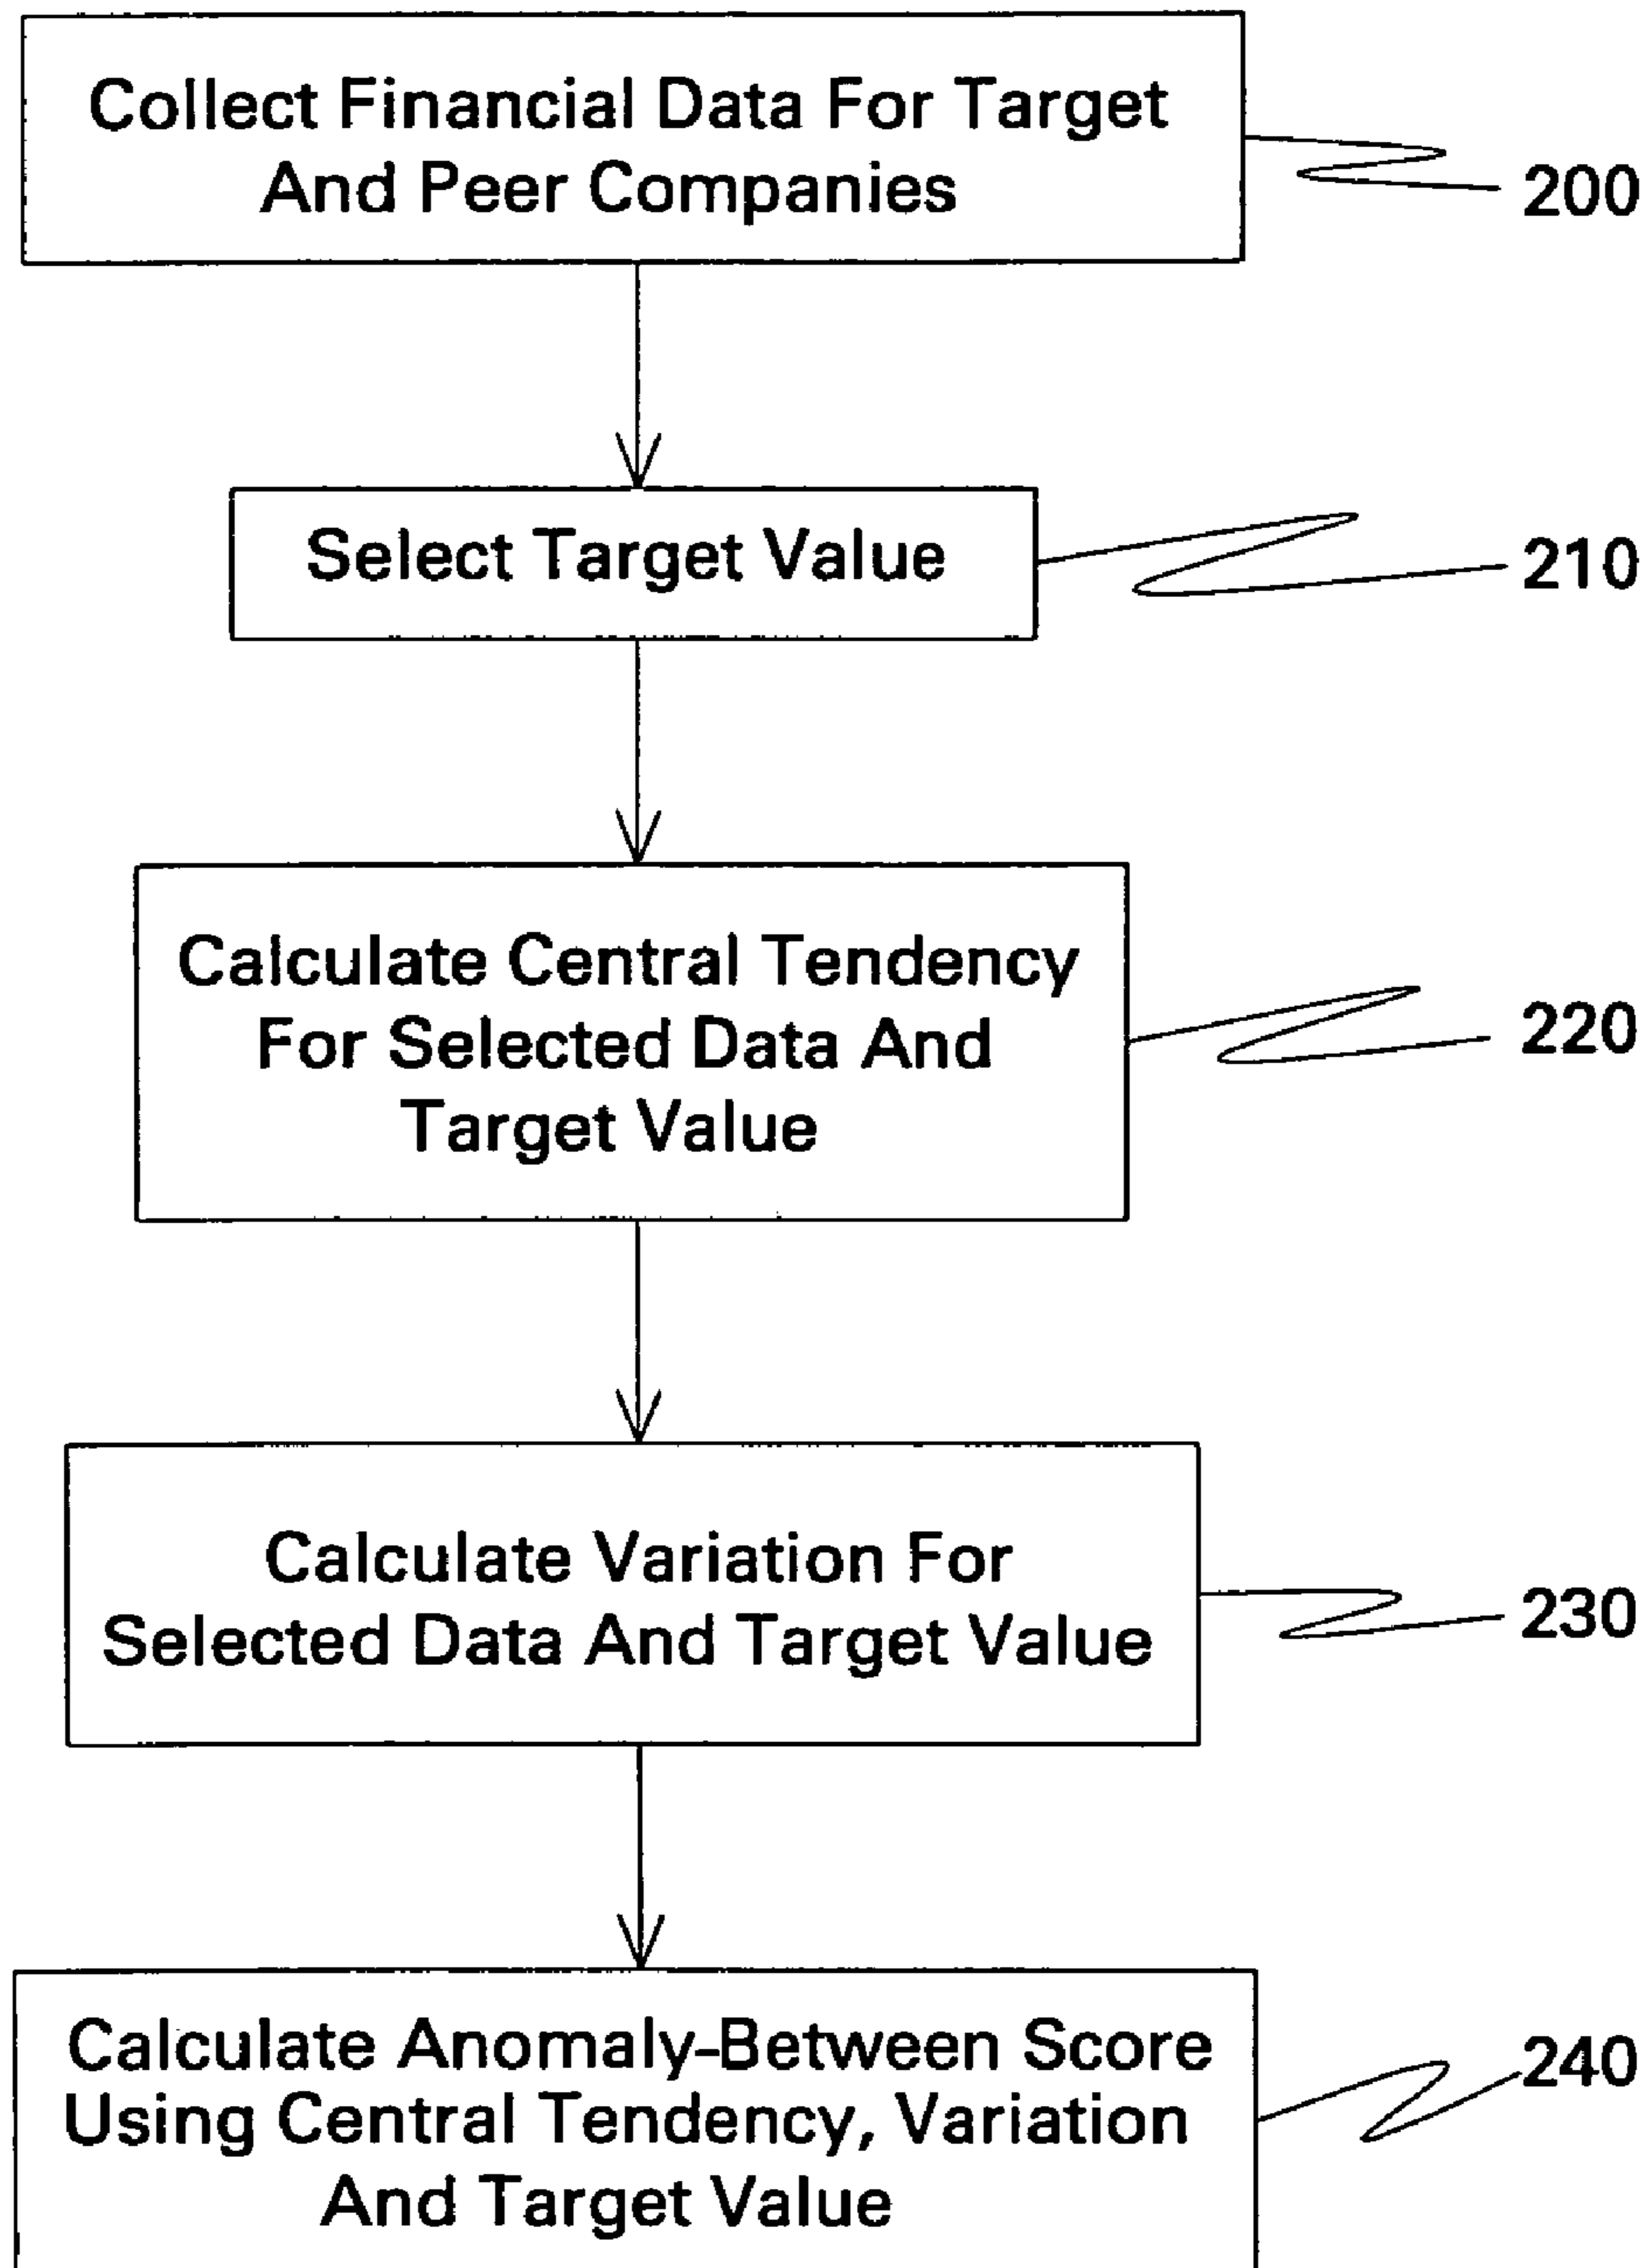 Collect Financial Data For Target
And Peer Companies
200
Select Target Value
210
Calculate Central Tendency
For Selected Data And
Target Value
220
Calculate Variation For
Selected Data And Target Value
230
Calculate Anomaly-Between Score
Using Central Tendency, Variation
And Target Value
240